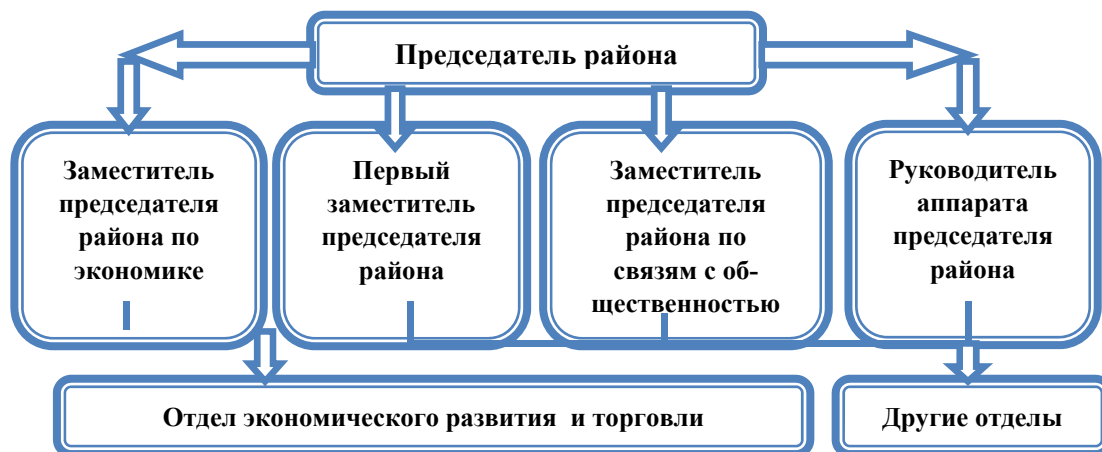 Председатель района
Заместитель
председателя
района по
экономике
Первый
заместитель
председателя
района
Заместитель
председателя
района по
связям с об-
щественностью
Руководитель
аппарата
председателя
района
Отдел экономического развития  и торговли
Другие отделы